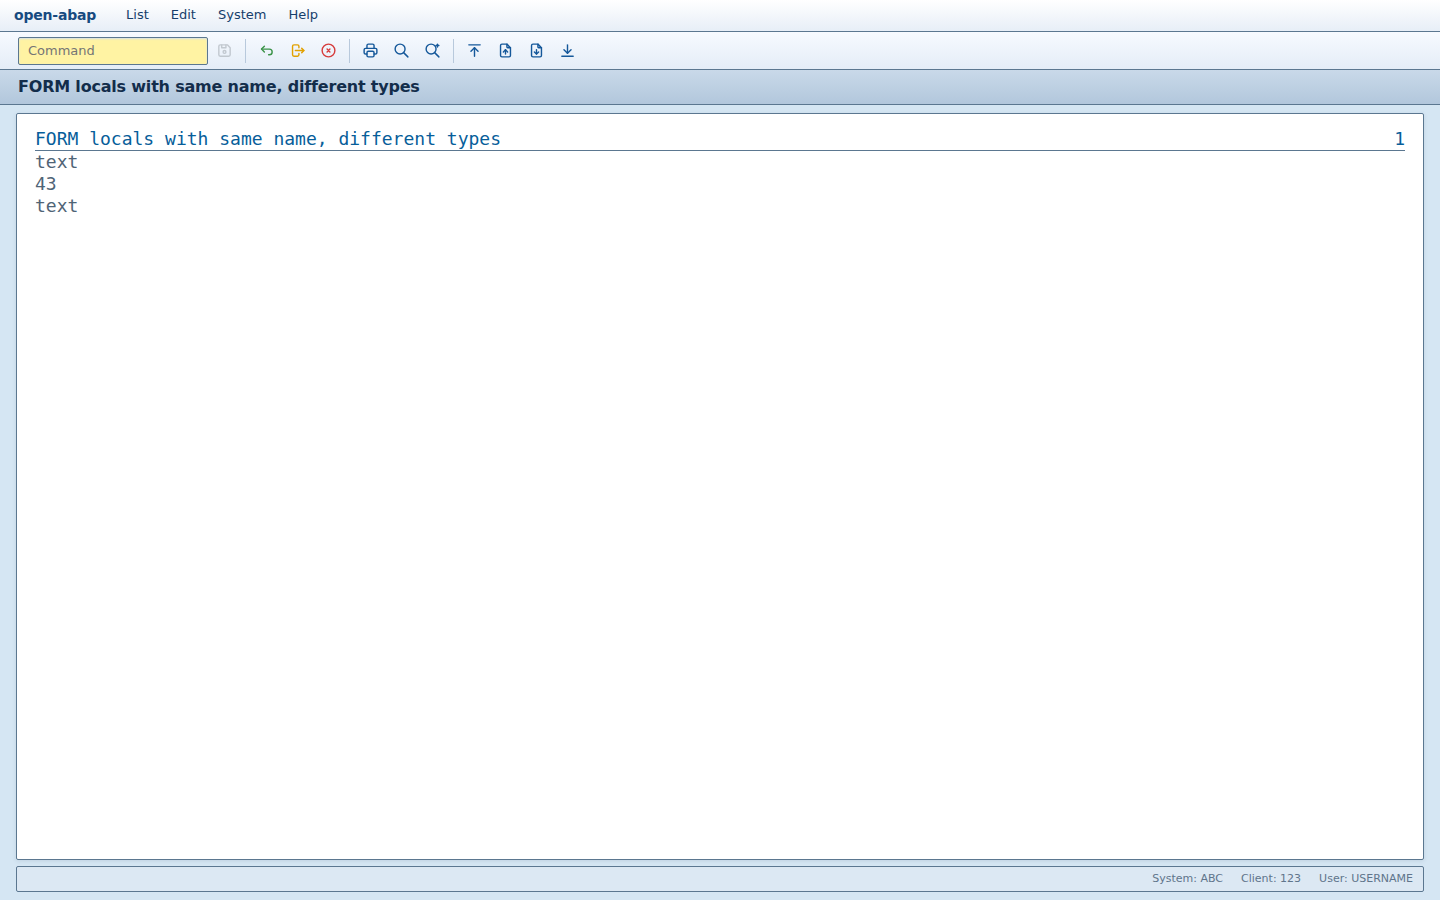 open-abap List Edit System Help
Command
FORM locals with same name, different types
FORM locals with same name, different types 1
text
43
text
System: ABC Client: 123 User: USERNAME